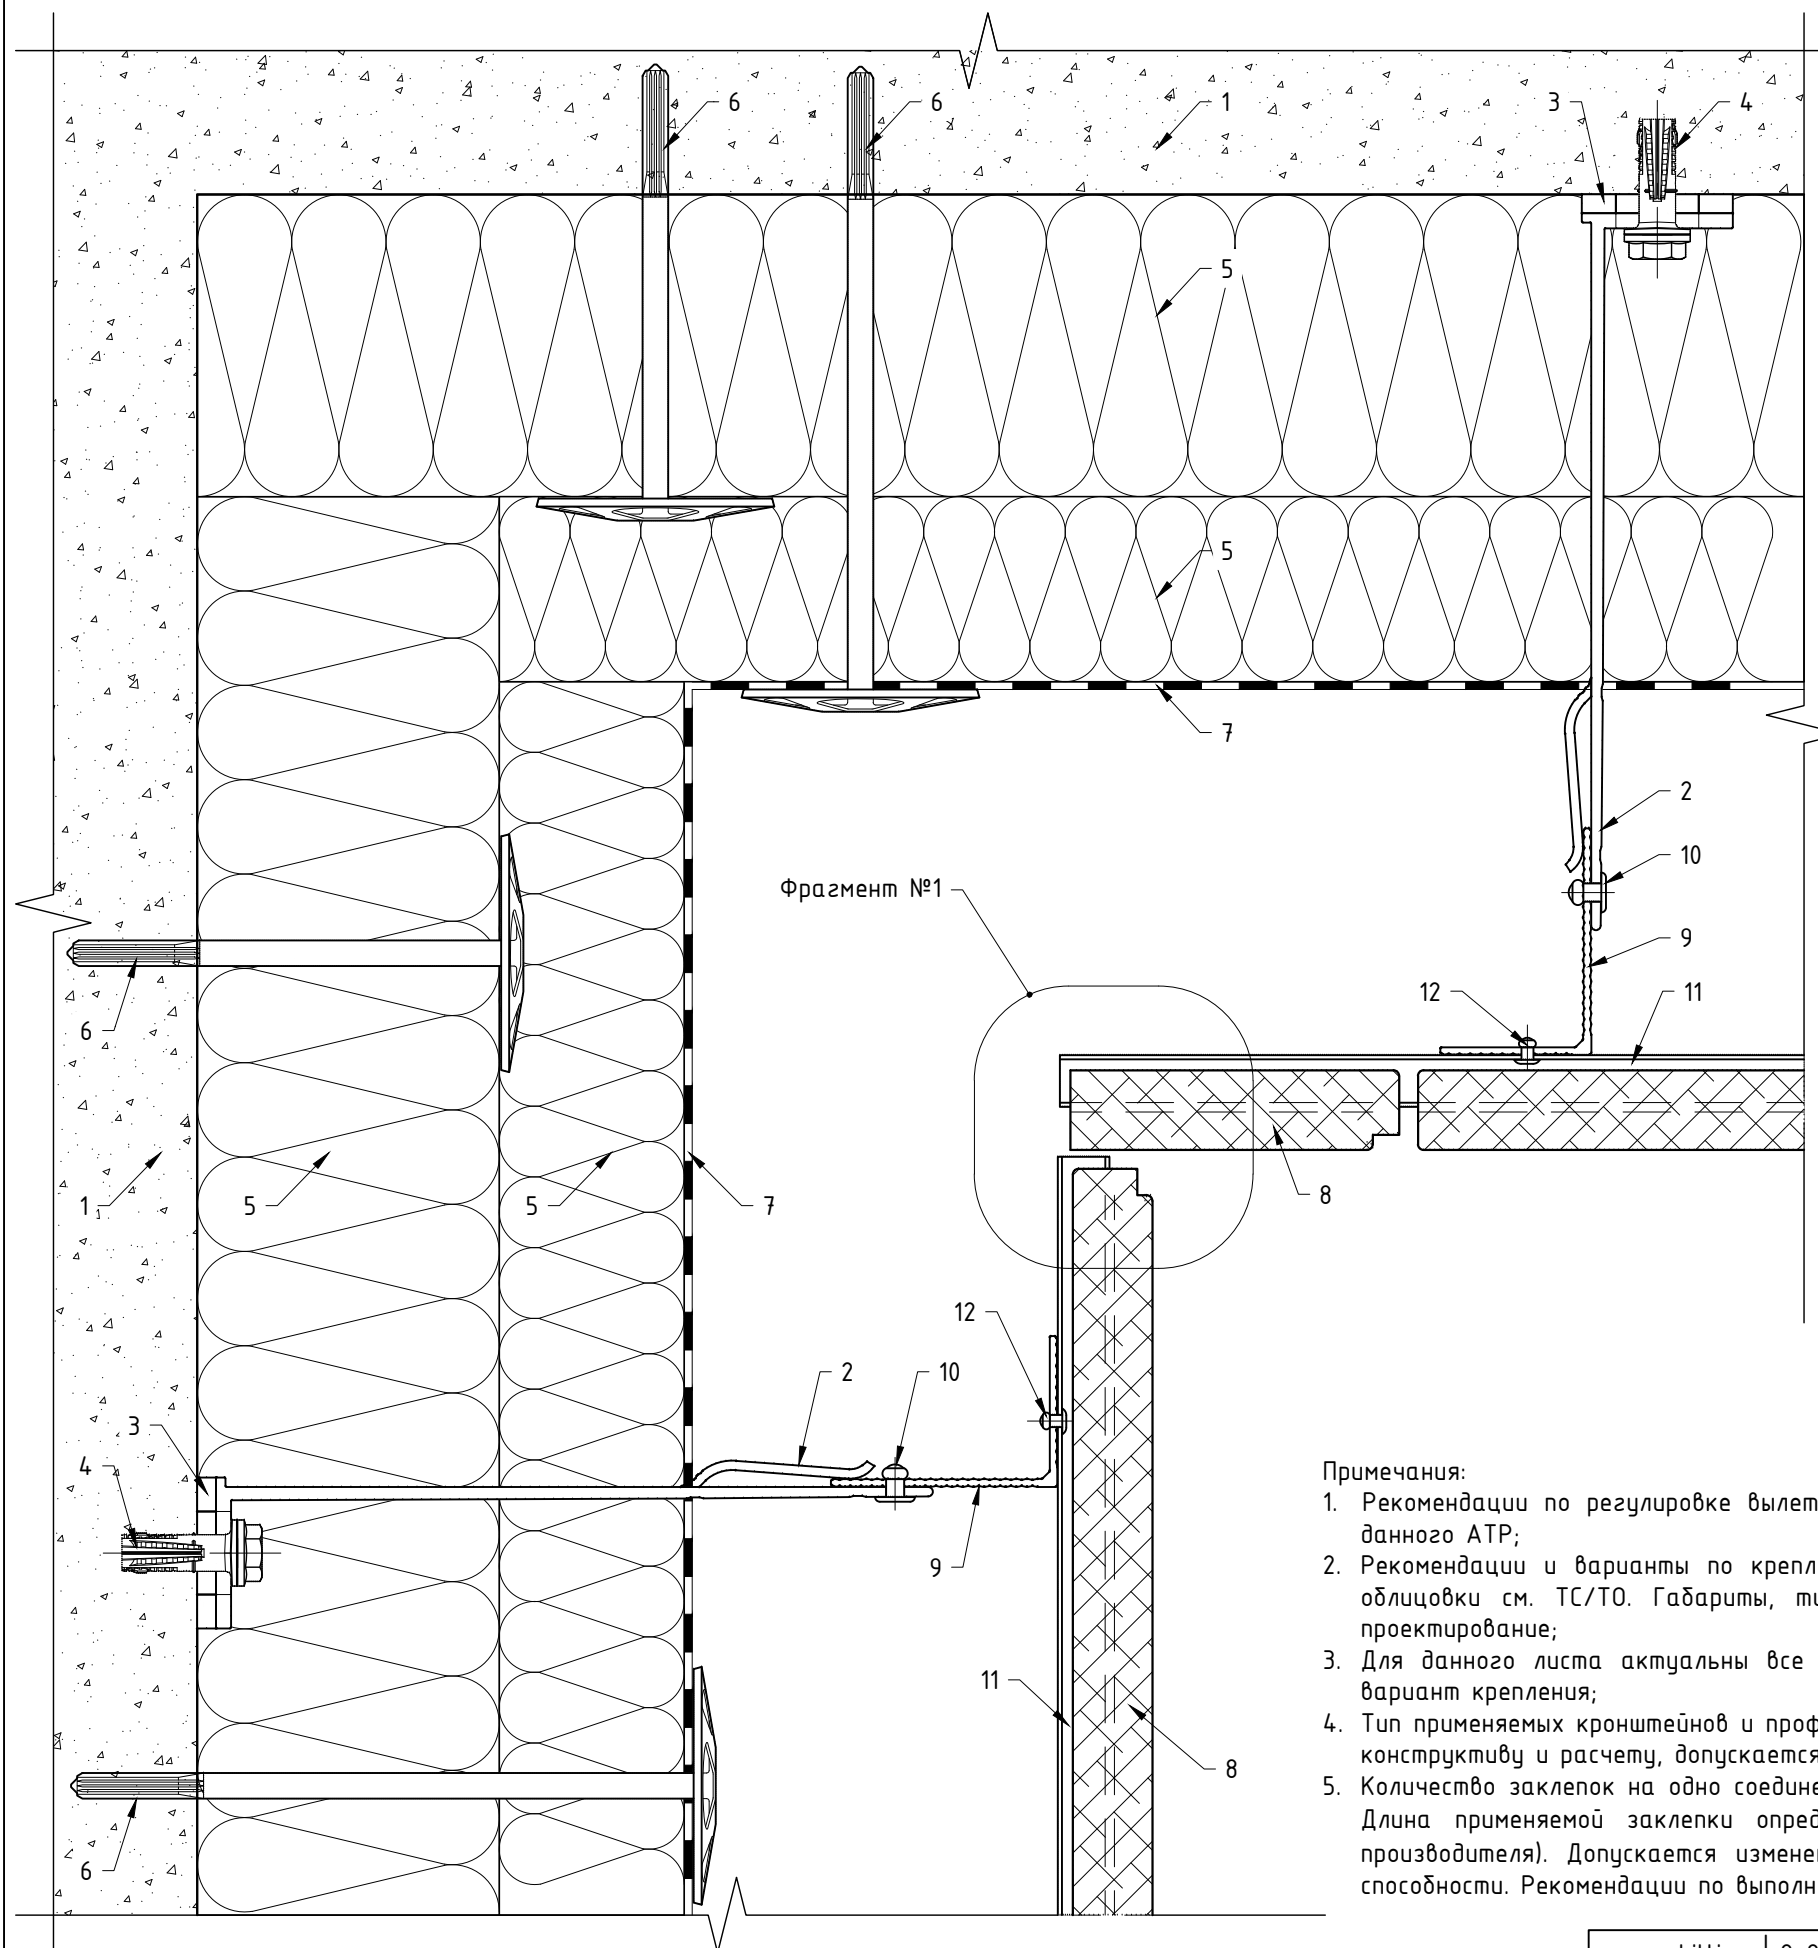 6
6
1
3
4
5
5
7
2
Фрагмент №1
10
9
12
11
6
8
1
5
5
7
12
2
10
3
4
9
11
8
6
Примечания:
1. Рекомендации по регулировке вылет
данного АТР;
2. Рекомендации и варианты по крепл
облицовки см. ТС/ТО. Габариты, ти
проектирование;
3. Для данного листа актуальны все
вариант крепления;
4. Тип применяемых кронштейнов и проф
конструктиву и расчету, допускается
5. Количество заклепок на одно соедине
Длина применяемой заклепки опред
производителя). Допускается изменен
способности. Рекомендации по выполн